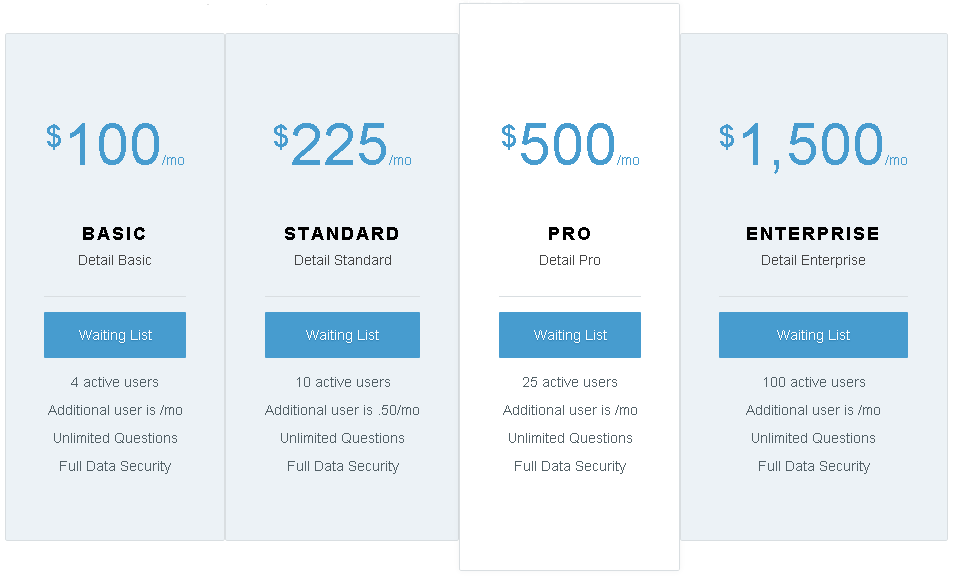 $100/mo
BASIC
Detail Basic
Waiting List
4 active users
Additional user is /mo
Unlimited Questions
Full Data Security
$225/mo
STANDARD
Detail Standard
Waiting List
10 active users
Additional user is .50/mo
Unlimited Questions
Full Data Security
$500/mo
PRO
Detail Pro
Waiting List
25 active users
Additional user is /mo
Unlimited Questions
Full Data Security
$1,500/mo
ENTERPRISE
Detail Enterprise
Waiting List
100 active users
Additional user is /mo
Unlimited Questions
Full Data Security